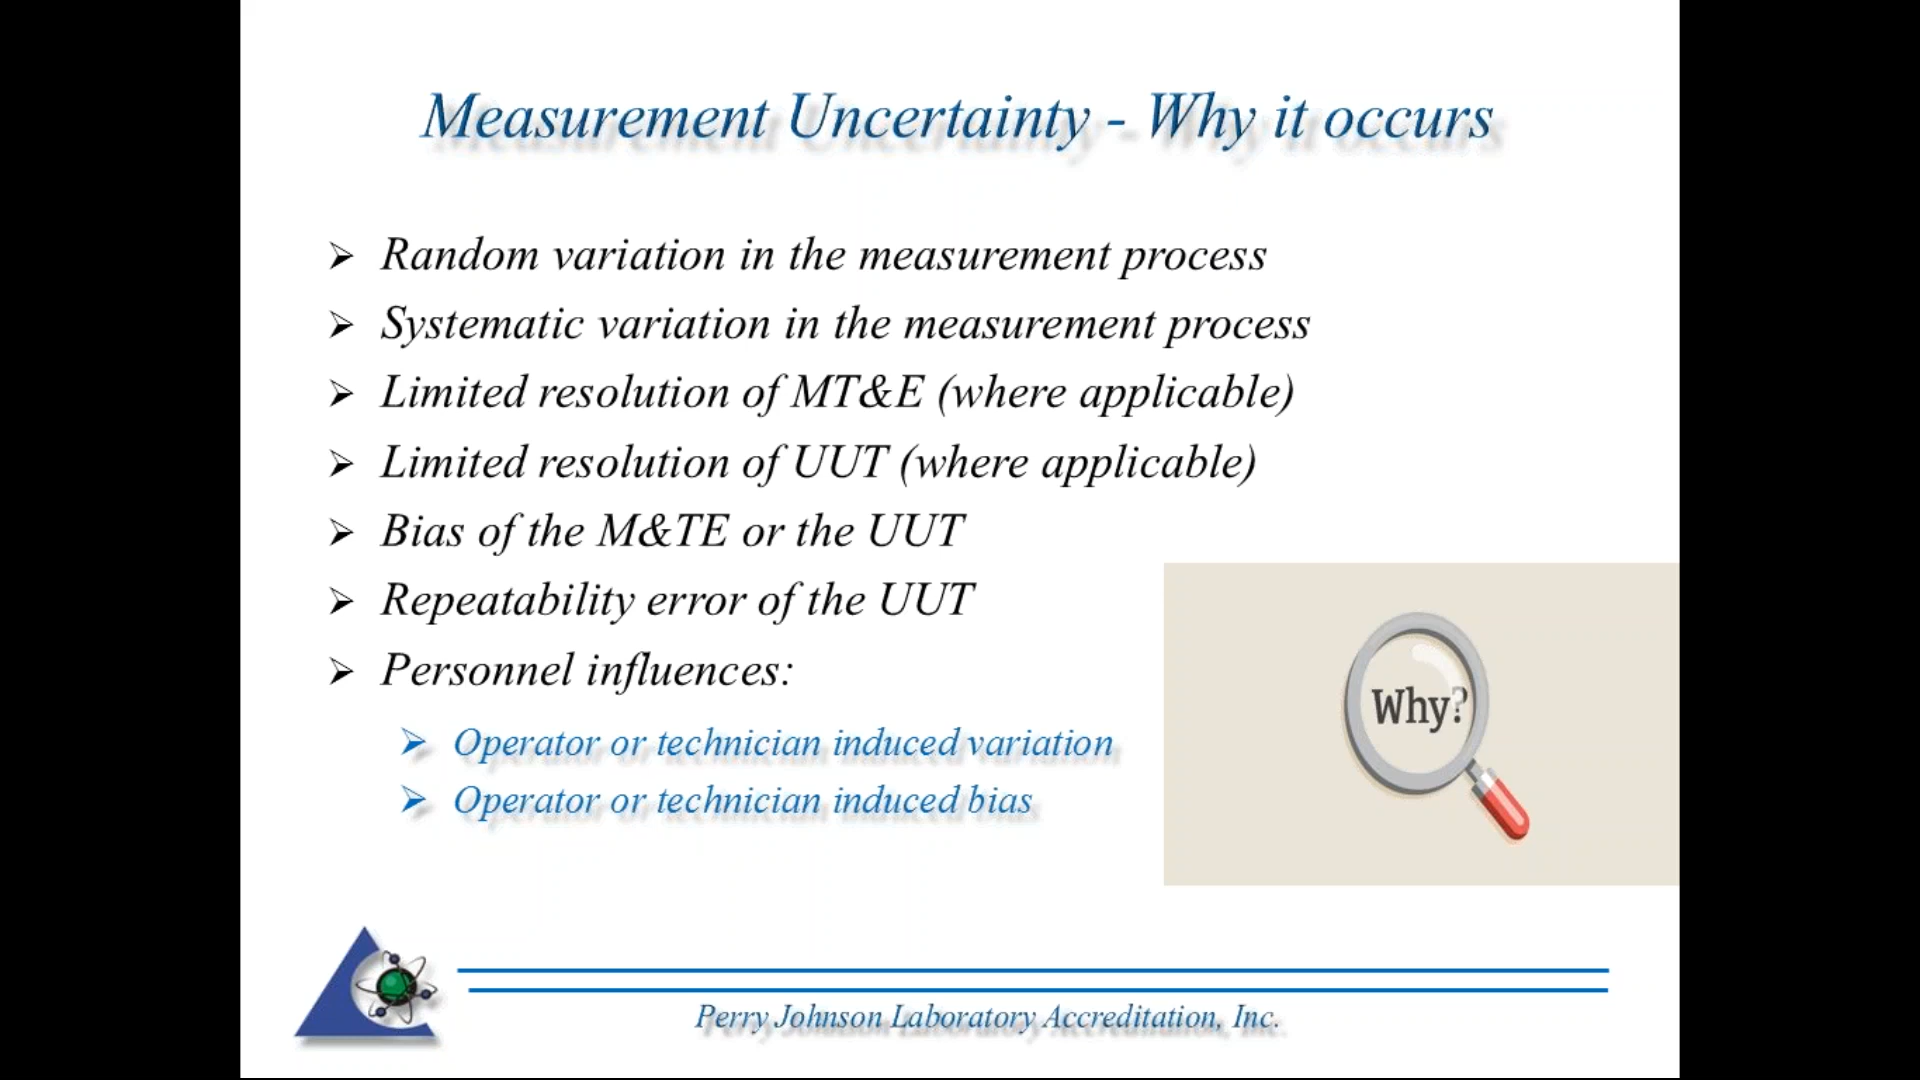 Measurement Uncertainty - Why it occurs
Random variation in the measurement process
Systematic variation in the measurement process
Limited resolution of MT&E (where applicable)
Limited resolution of UUT (where applicable)
Bias of the M&TE or the UUT
Repeatability error of the UUT
Personnel influences:
Operator or technician induced variation
Operator or technician induced bias
Why?
Perry Johnson Laboratory Accreditation, Inc.